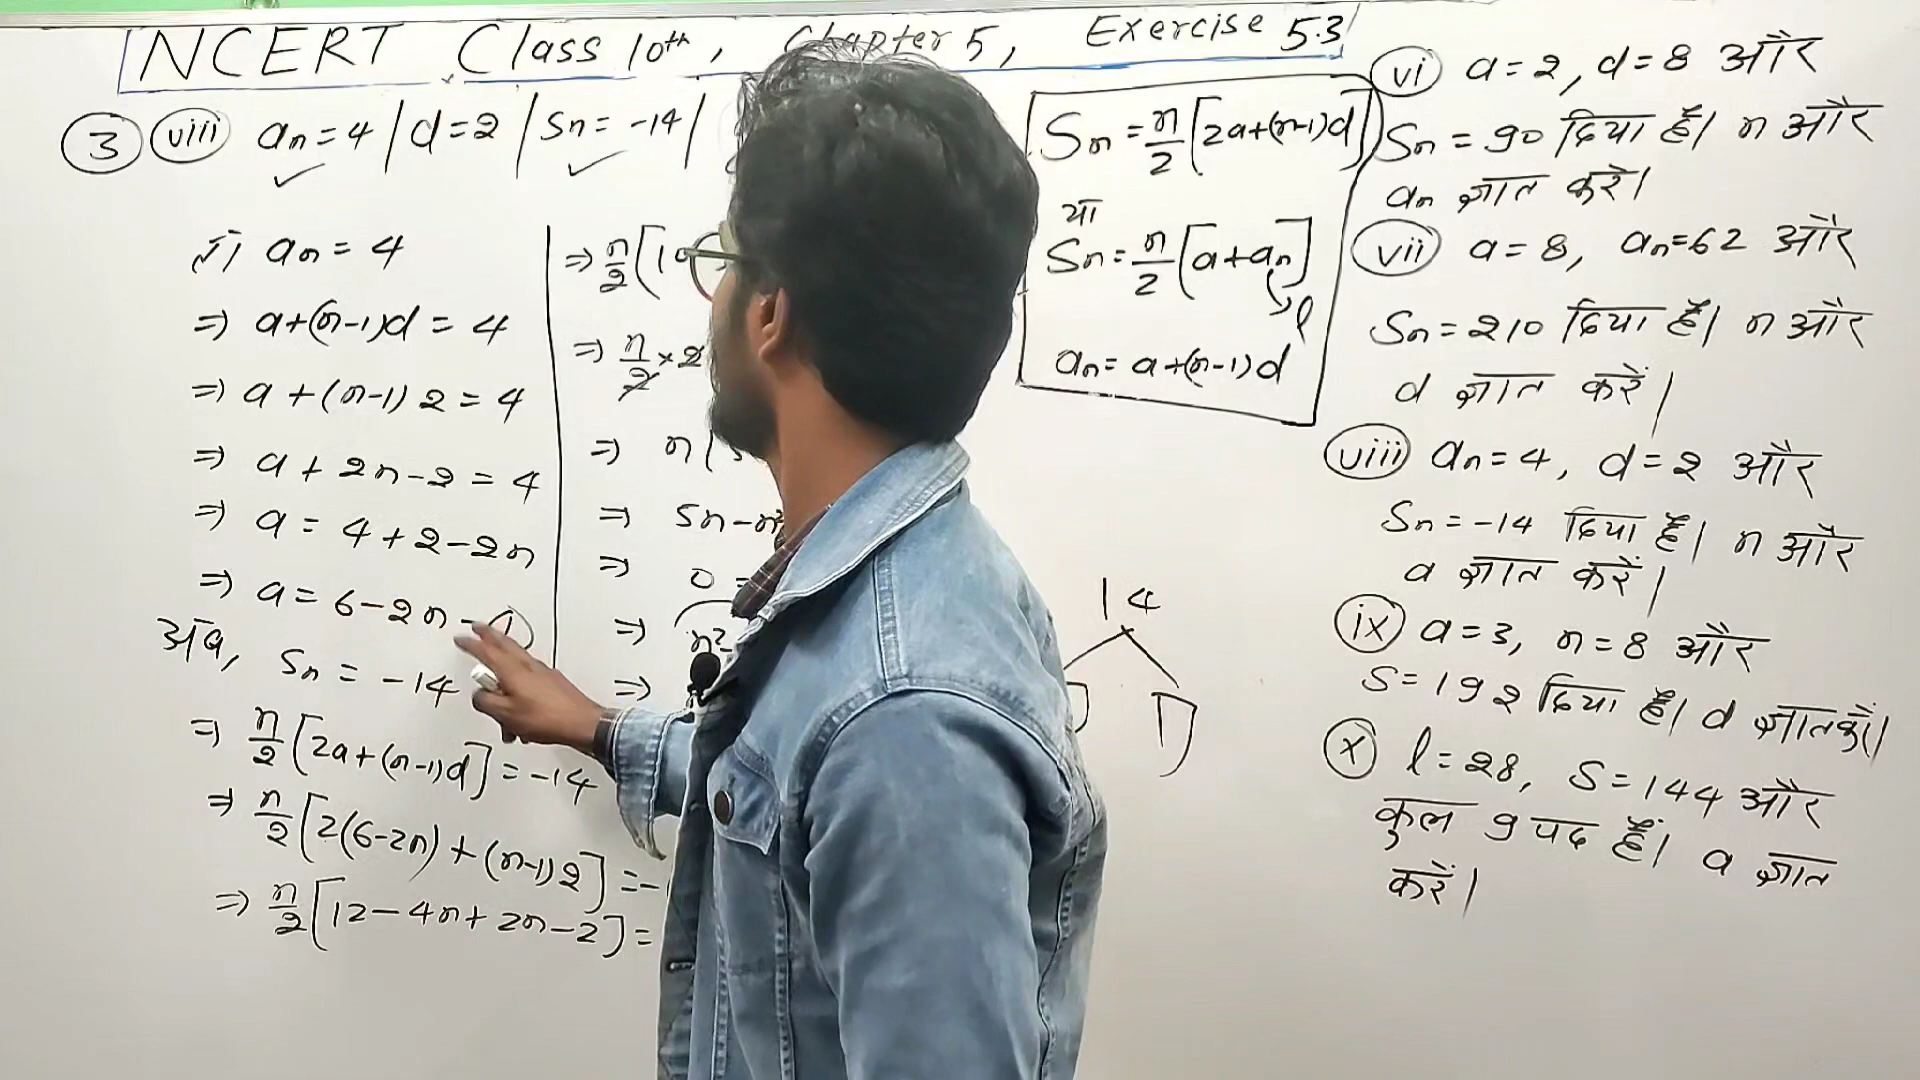 NCERT Class 10th, Chapter 5, Exercise 5.3
3 viii an = 4 | d = 2 | Sn = -14 |
an = 4
⇒ a+(n-1)d = 4
⇒ a + (n-1) 2 = 4
⇒ a + 2n-2 = 4
⇒ a = 4+2-2n
⇒ a = 6-2n - 1
अब, Sn = -14
⇒ n/2 [2a+(n-1)d] = -14
⇒ n/2 [2(6-2n) + (n-1)2] = -
⇒ n/2 [12-4n+2n-2] =
⇒ n/2 [10
⇒ n/2 × 2
⇒ n(5
⇒ 5n-n²
⇒ 0 =
⇒ n²-
⇒
Sn = n/2 [2a+(n-1)d]
या
Sn = n/2 [a+an]
l
an = a+(n-1)d
14
vi a=2, d=8 और
Sn = 90 दिया है। n और
an ज्ञात करें।
vii a=8, an=62 और
Sn = 210 दिया है। n और
d ज्ञात करें।
viii an=4, d=2 और
Sn = -14 दिया है। n और
a ज्ञात करें।
ix a=3, n=8 और
S=192 दिया है। d ज्ञात करें।
x l=28, S=144 और
कुल 9 पद हैं। a ज्ञात
करें।